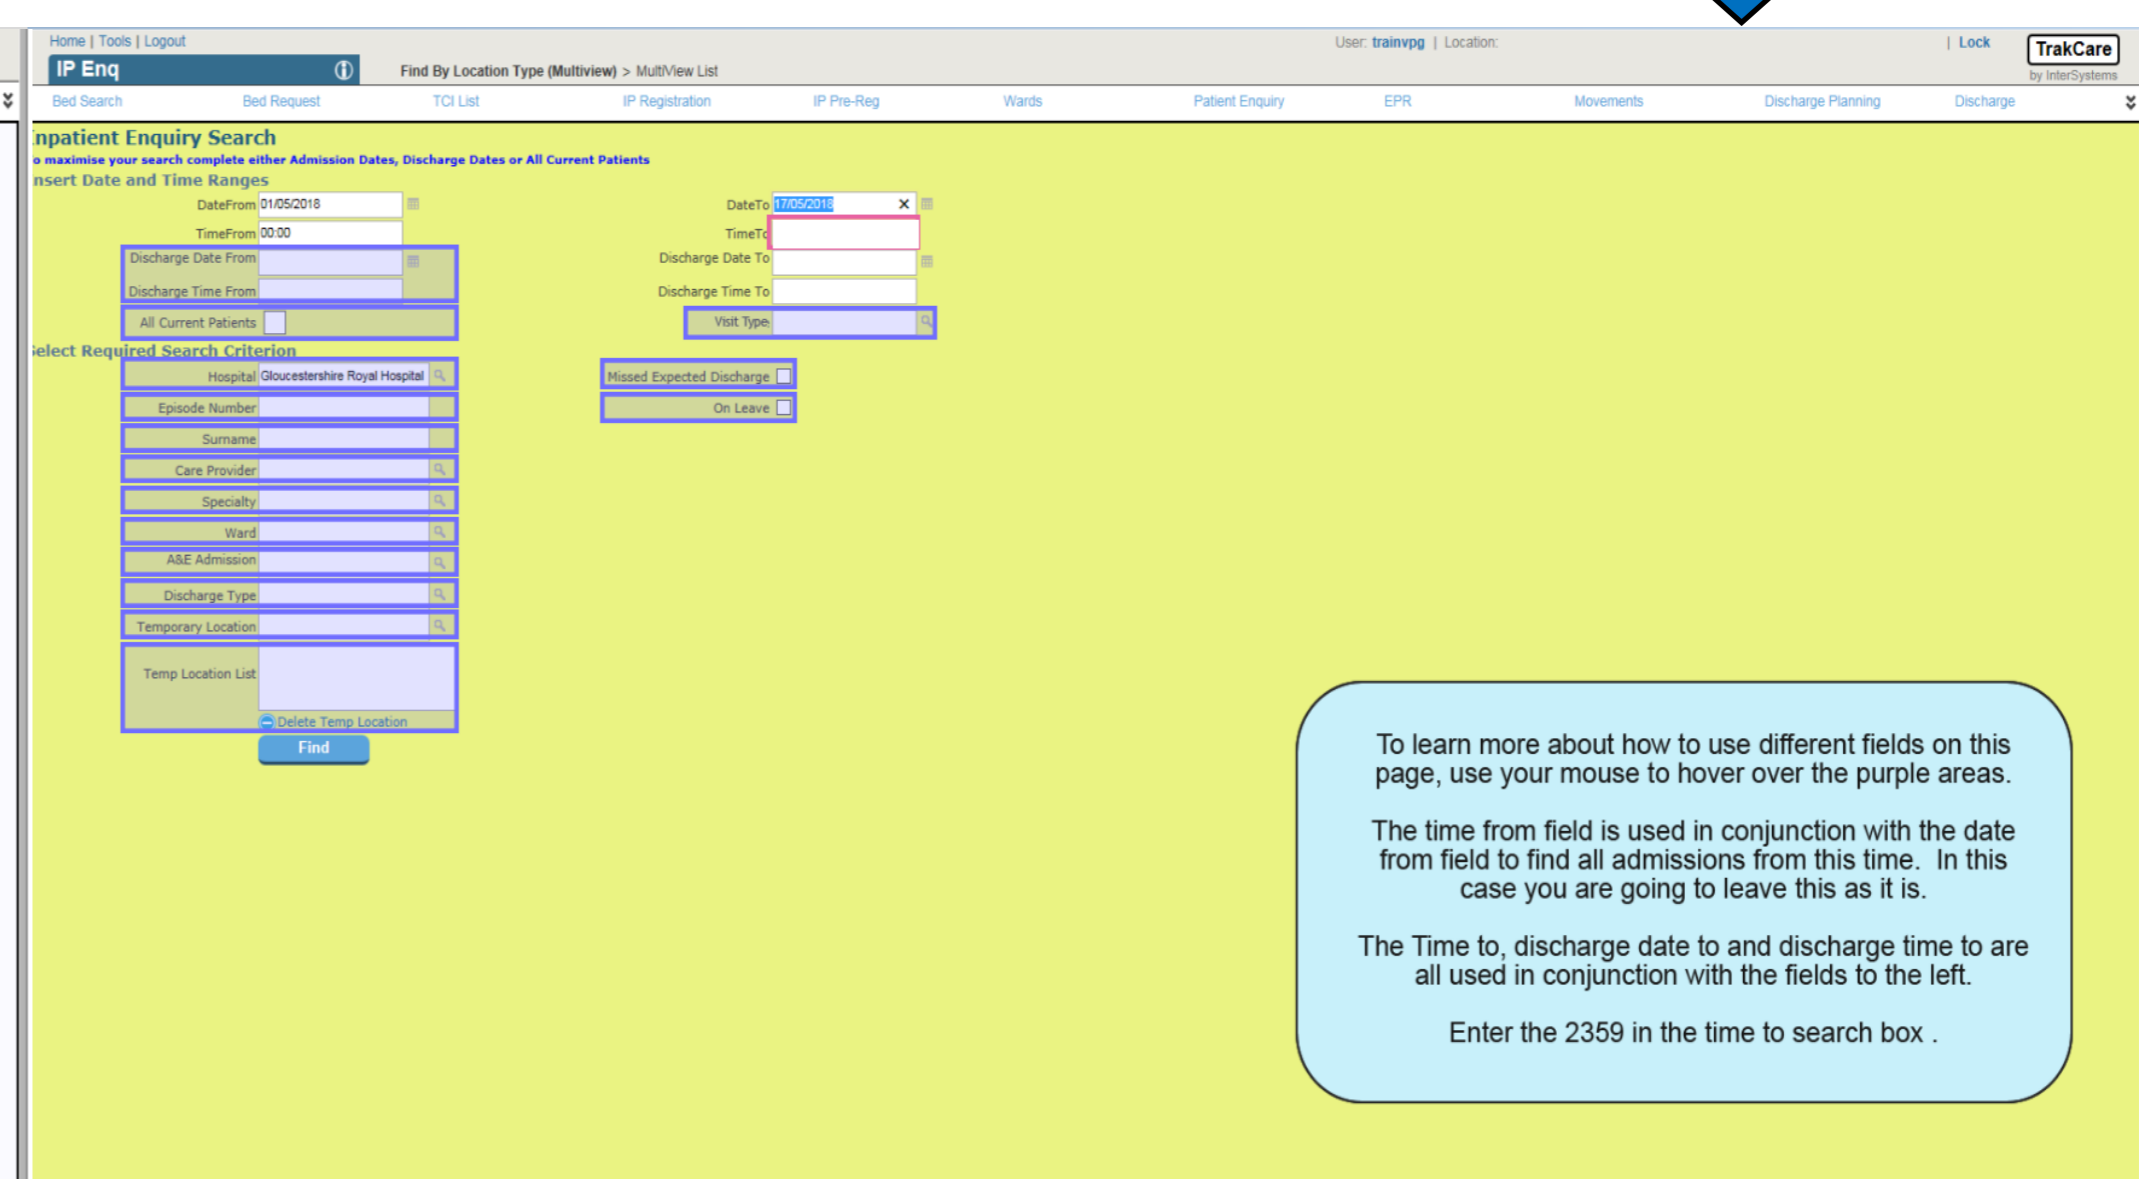 Home | Tools | Logout
User: trainvpg | Location:
| Lock
TrakCare
by InterSystems
IP Enq
Find By Location Type (Multiview) > MultiView List
Bed Search
Bed Request
TCI List
IP Registration
IP Pre-Reg
Wards
Patient Enquiry
EPR
Movements
Discharge Planning
Discharge
Inpatient Enquiry Search
o maximise your search complete either Admission Dates, Discharge Dates or All Current Patients
nsert Date and Time Ranges
DateFrom 01/05/2018
DateTo 17/05/2018
TimeFrom 00:00
TimeTo
Discharge Date From
Discharge Date To
Discharge Time From
Discharge Time To
All Current Patients
Visit Type
Select Required Search Criterion
Hospital Gloucestershire Royal Hospital
Missed Expected Discharge
Episode Number
On Leave
Surname
Care Provider
Specialty
Ward
A&E Admission
Discharge Type
Temporary Location
Temp Location List
Delete Temp Location
Find
To learn more about how to use different fields on this
page, use your mouse to hover over the purple areas.
The time from field is used in conjunction with the date
from field to find all admissions from this time. In this
case you are going to leave this as it is.
The Time to, discharge date to and discharge time to are
all used in conjunction with the fields to the left.
Enter the 2359 in the time to search box .